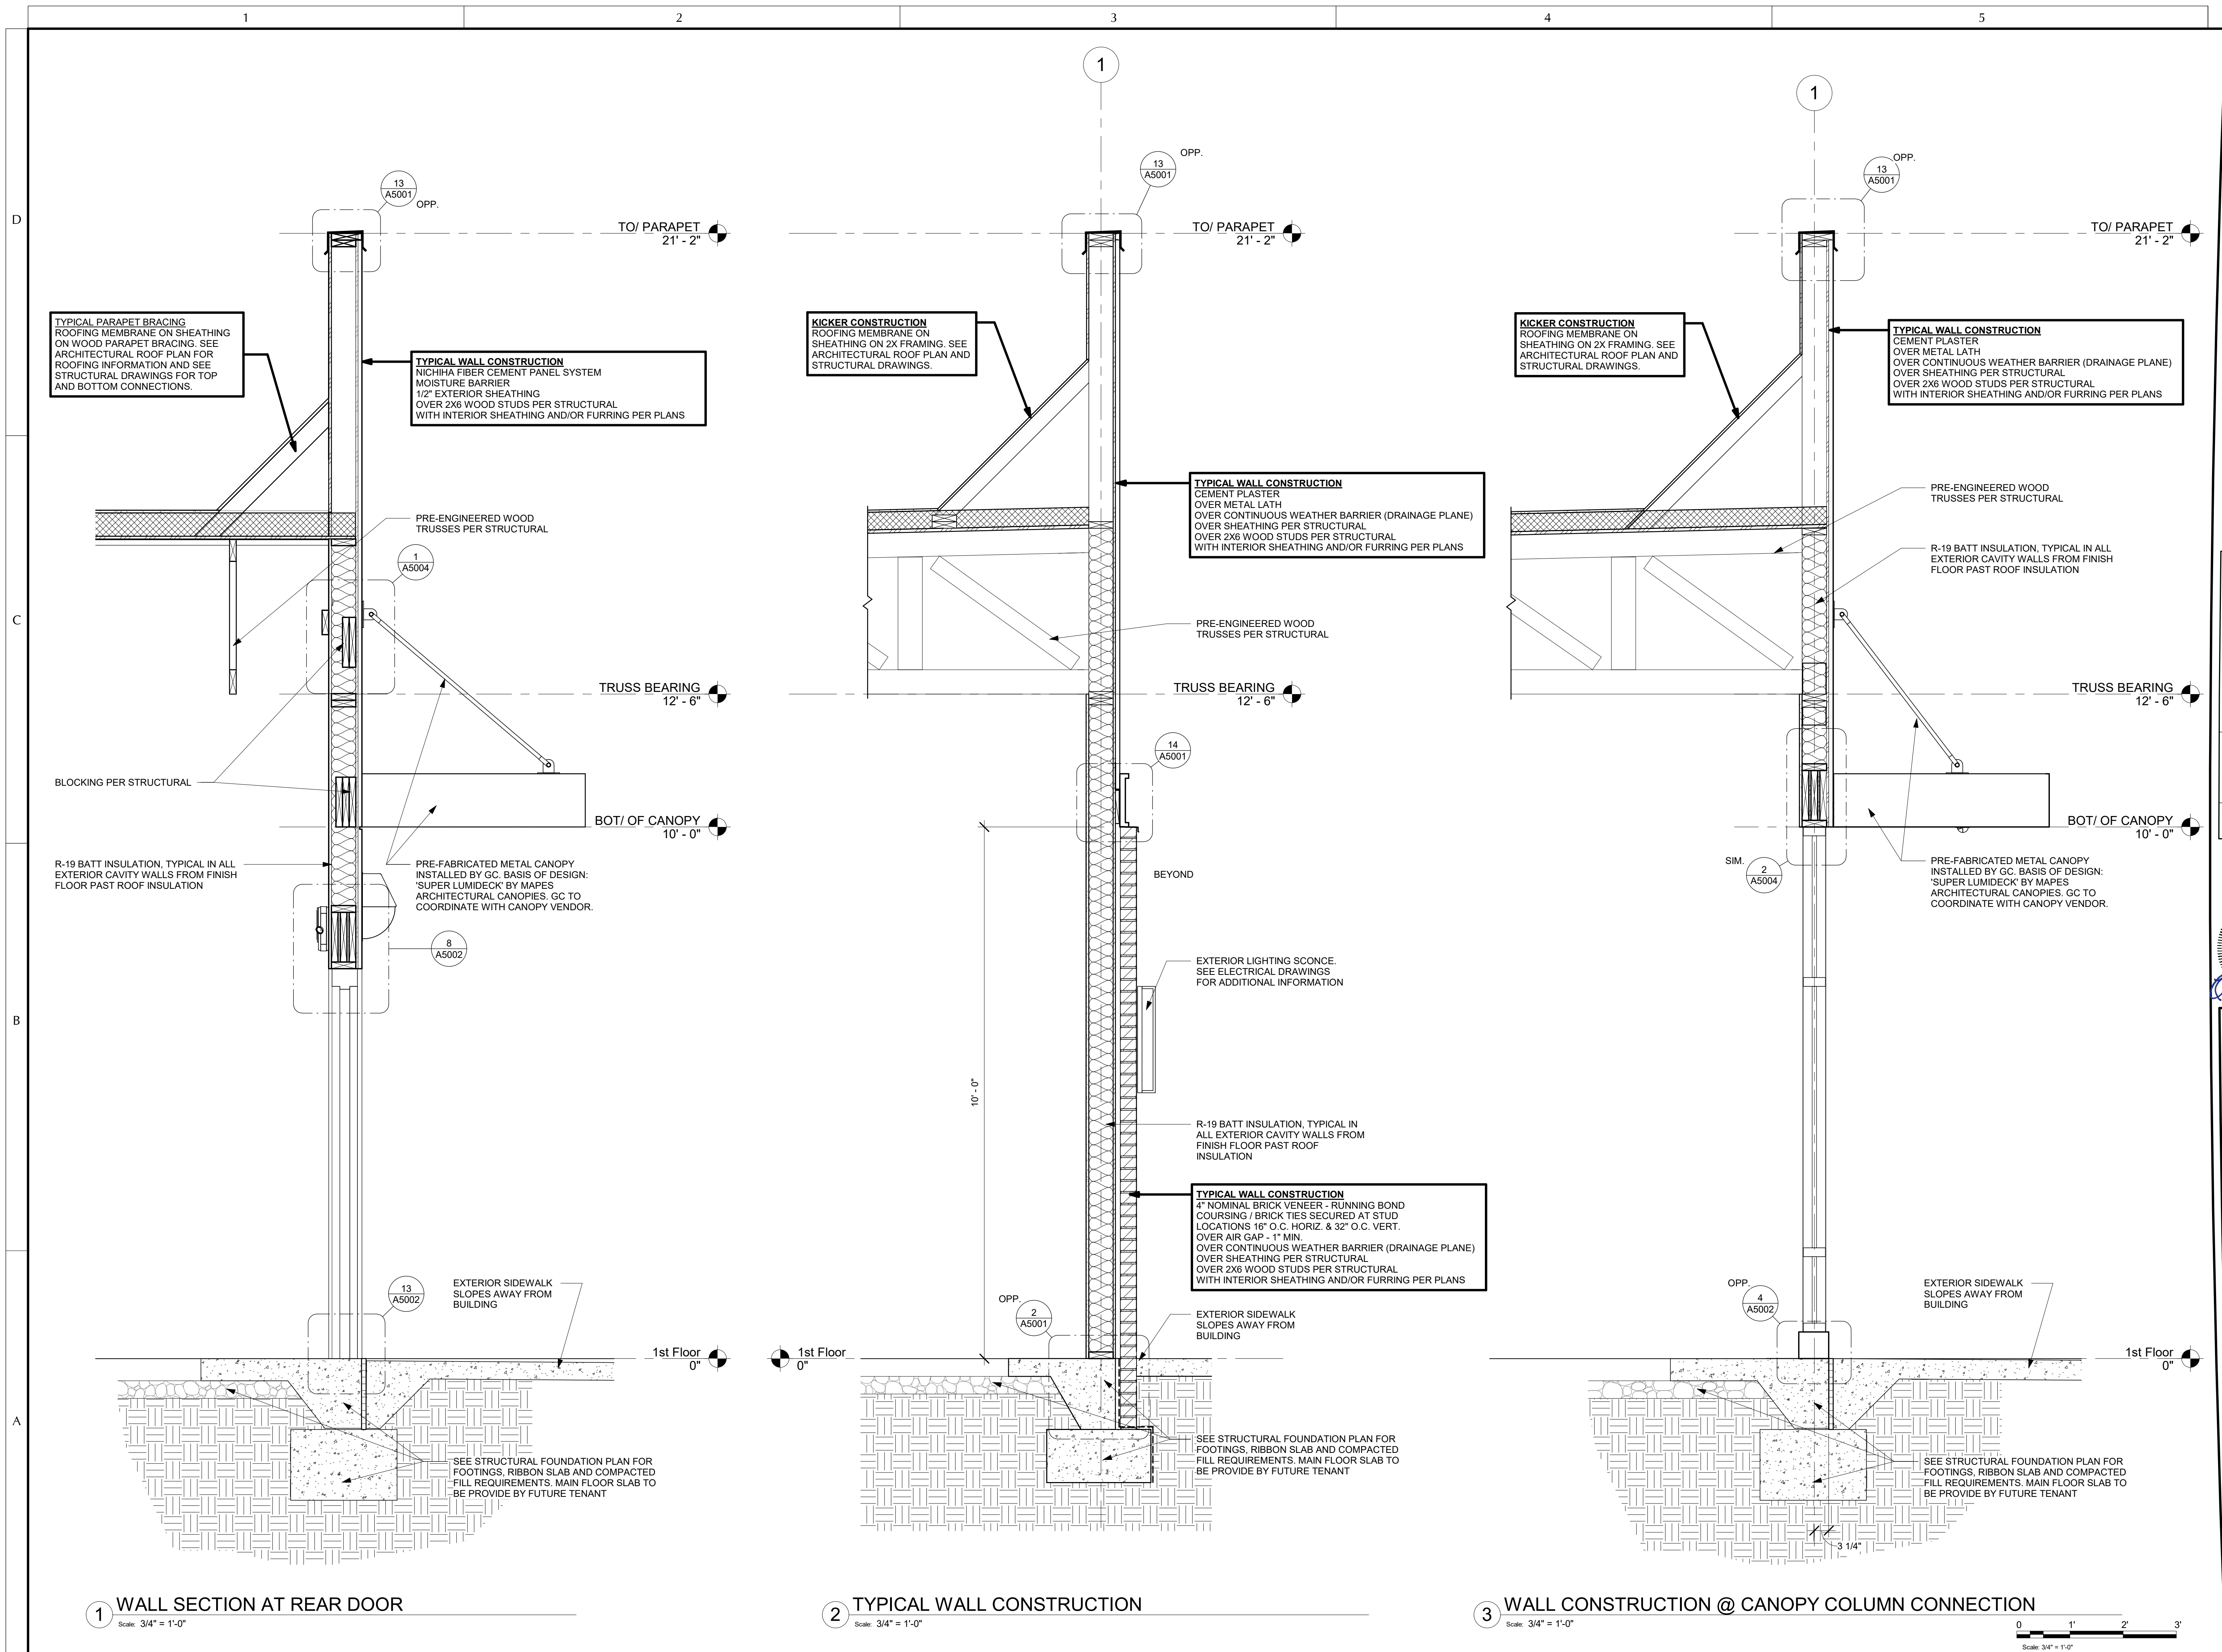 1
2
3
4
5
D
C
B
A
13
A5001
OPP.
TO/ PARAPET
21' - 2"
TYPICAL PARAPET BRACING
ROOFING MEMBRANE ON SHEATHING
ON WOOD PARAPET BRACING. SEE
ARCHITECTURAL ROOF PLAN FOR
ROOFING INFORMATION AND SEE
STRUCTURAL DRAWINGS FOR TOP
AND BOTTOM CONNECTIONS.
TYPICAL WALL CONSTRUCTION
NICHIHA FIBER CEMENT PANEL SYSTEM
MOISTURE BARRIER
1/2" EXTERIOR SHEATHING
OVER 2X6 WOOD STUDS PER STRUCTURAL
WITH INTERIOR SHEATHING AND/OR FURRING PER PLANS
PRE-ENGINEERED WOOD
TRUSSES PER STRUCTURAL
1
A5004
TRUSS BEARING
12' - 6"
BLOCKING PER STRUCTURAL
BOT/ OF CANOPY
10' - 0"
R-19 BATT INSULATION, TYPICAL IN ALL
EXTERIOR CAVITY WALLS FROM FINISH
FLOOR PAST ROOF INSULATION
PRE-FABRICATED METAL CANOPY
INSTALLED BY GC. BASIS OF DESIGN:
'SUPER LUMIDECK' BY MAPES
ARCHITECTURAL CANOPIES. GC TO
COORDINATE WITH CANOPY VENDOR.
8
A5002
13
A5002
EXTERIOR SIDEWALK
SLOPES AWAY FROM
BUILDING
1st Floor
0"
SEE STRUCTURAL FOUNDATION PLAN FOR
FOOTINGS, RIBBON SLAB AND COMPACTED
FILL REQUIREMENTS. MAIN FLOOR SLAB TO
BE PROVIDE BY FUTURE TENANT
1
WALL SECTION AT REAR DOOR
Scale: 3/4" = 1'-0"
1
13
A5001
OPP.
TO/ PARAPET
21' - 2"
KICKER CONSTRUCTION
ROOFING MEMBRANE ON
SHEATHING ON 2X FRAMING. SEE
ARCHITECTURAL ROOF PLAN AND
STRUCTURAL DRAWINGS.
TYPICAL WALL CONSTRUCTION
CEMENT PLASTER
OVER METAL LATH
OVER CONTINUOUS WEATHER BARRIER (DRAINAGE PLANE)
OVER SHEATHING PER STRUCTURAL
OVER 2X6 WOOD STUDS PER STRUCTURAL
WITH INTERIOR SHEATHING AND/OR FURRING PER PLANS
PRE-ENGINEERED WOOD
TRUSSES PER STRUCTURAL
TRUSS BEARING
12' - 6"
14
A5001
BEYOND
EXTERIOR LIGHTING SCONCE.
SEE ELECTRICAL DRAWINGS
FOR ADDITIONAL INFORMATION
10' - 0"
R-19 BATT INSULATION, TYPICAL IN
ALL EXTERIOR CAVITY WALLS FROM
FINISH FLOOR PAST ROOF
INSULATION
TYPICAL WALL CONSTRUCTION
4" NOMINAL BRICK VENEER - RUNNING BOND
COURSING / BRICK TIES SECURED AT STUD
LOCATIONS 16" O.C. HORIZ. & 32" O.C. VERT.
OVER AIR GAP - 1" MIN.
OVER CONTINUOUS WEATHER BARRIER (DRAINAGE PLANE)
OVER SHEATHING PER STRUCTURAL
OVER 2X6 WOOD STUDS PER STRUCTURAL
WITH INTERIOR SHEATHING AND/OR FURRING PER PLANS
OPP.
2
A5001
EXTERIOR SIDEWALK
SLOPES AWAY FROM
BUILDING
1st Floor
0"
SEE STRUCTURAL FOUNDATION PLAN FOR
FOOTINGS, RIBBON SLAB AND COMPACTED
FILL REQUIREMENTS. MAIN FLOOR SLAB TO
BE PROVIDE BY FUTURE TENANT
2
TYPICAL WALL CONSTRUCTION
Scale: 3/4" = 1'-0"
1
13
A5001
OPP.
TO/ PARAPET
21' - 2"
KICKER CONSTRUCTION
ROOFING MEMBRANE ON
SHEATHING ON 2X FRAMING. SEE
ARCHITECTURAL ROOF PLAN AND
STRUCTURAL DRAWINGS.
TYPICAL WALL CONSTRUCTION
CEMENT PLASTER
OVER METAL LATH
OVER CONTINUOUS WEATHER BARRIER (DRAINAGE PLANE)
OVER SHEATHING PER STRUCTURAL
OVER 2X6 WOOD STUDS PER STRUCTURAL
WITH INTERIOR SHEATHING AND/OR FURRING PER PLANS
PRE-ENGINEERED WOOD
TRUSSES PER STRUCTURAL
R-19 BATT INSULATION, TYPICAL IN ALL
EXTERIOR CAVITY WALLS FROM FINISH
FLOOR PAST ROOF INSULATION
TRUSS BEARING
12' - 6"
BOT/ OF CANOPY
10' - 0"
SIM.
2
A5004
PRE-FABRICATED METAL CANOPY
INSTALLED BY GC. BASIS OF DESIGN:
'SUPER LUMIDECK' BY MAPES
ARCHITECTURAL CANOPIES. GC TO
COORDINATE WITH CANOPY VENDOR.
OPP.
4
A5002
EXTERIOR SIDEWALK
SLOPES AWAY FROM
BUILDING
1st Floor
0"
SEE STRUCTURAL FOUNDATION PLAN FOR
FOOTINGS, RIBBON SLAB AND COMPACTED
FILL REQUIREMENTS. MAIN FLOOR SLAB TO
BE PROVIDE BY FUTURE TENANT
3 1/4"
3
WALL CONSTRUCTION @ CANOPY COLUMN CONNECTION
Scale: 3/4" = 1'-0"
0 1' 2' 3'
Scale: 3/4" = 1'-0"